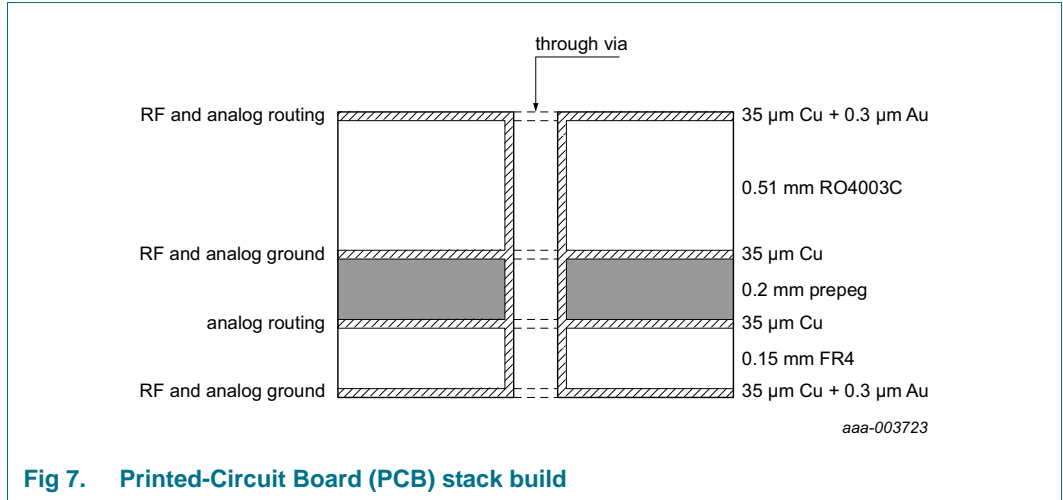 through via
RF and analog routing
35 µm Cu + 0.3 µm Au
0.51 mm RO4003C
RF and analog ground
35 µm Cu
0.2 mm prepeg
analog routing
35 µm Cu
0.15 mm FR4
RF and analog ground
35 µm Cu + 0.3 µm Au
aaa-003723
Fig 7. Printed-Circuit Board (PCB) stack build